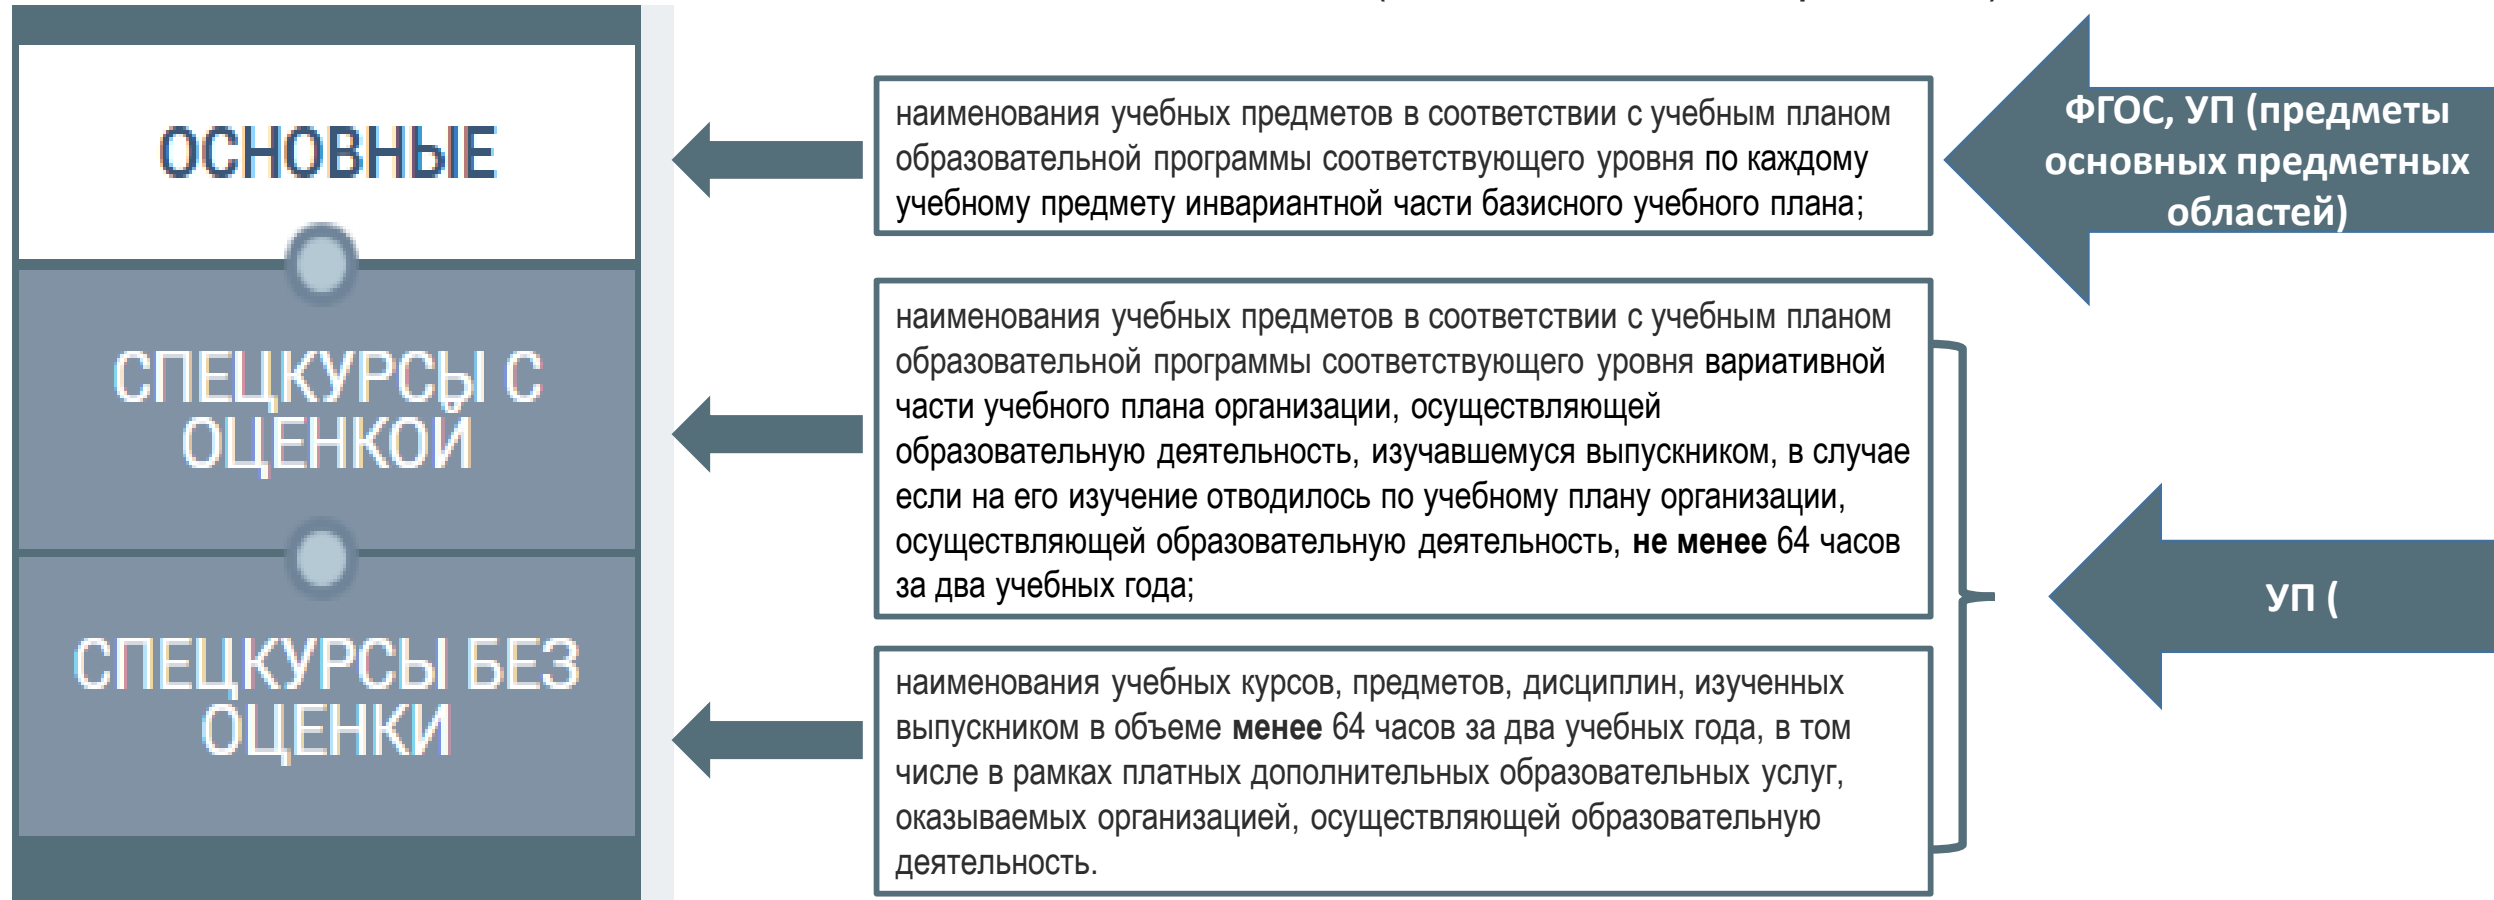 ОСНОВНЫЕ
СПЕЦКУРСЫ С
ОЦЕНКОЙ
СПЕЦКУРСЫ БЕЗ
ОЦЕНКИ
наименования учебных предметов в соответствии с учебным планом
образовательной программы соответствующего уровня по каждому
учебному предмету инвариантной части базисного учебного плана;
наименования учебных предметов в соответствии с учебным планом
образовательной программы соответствующего уровня вариативной
части учебного плана организации, осуществляющей
образовательную деятельность, изучавшемуся выпускником, в случае
если на его изучение отводилось по учебному плану организации,
осуществляющей образовательную деятельность, не менее 64 часов
за два учебных года;
наименования учебных курсов, предметов, дисциплин, изученных
выпускником в объеме менее 64 часов за два учебных года, в том
числе в рамках платных дополнительных образовательных услуг,
оказываемых организацией, осуществляющей образовательную
деятельность.
ФГОС, УП (предметы
основных предметных
областей)
УП (